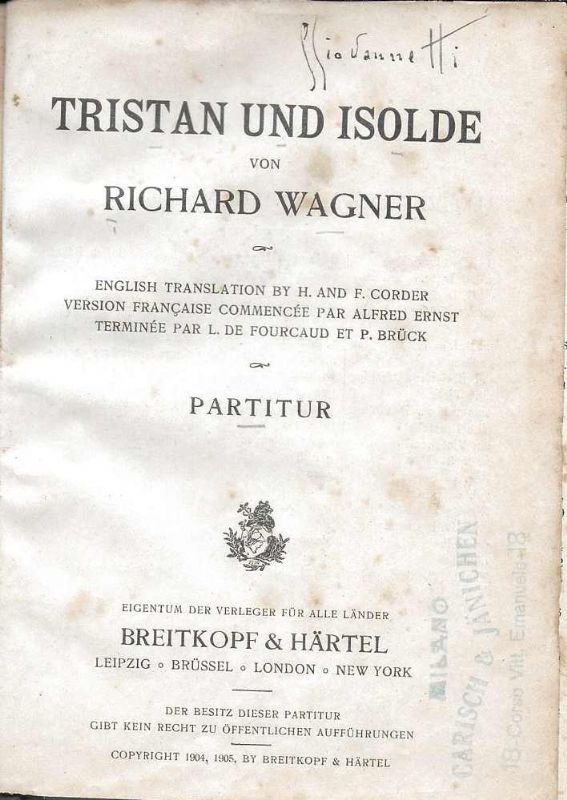 Giovannetti
TRISTAN UND ISOLDE
VON
RICHARD WAGNER
ENGLISH TRANSLATION BY H. AND F. CORDER
VERSION FRANÇAISE COMMENCÉE PAR ALFRED ERNST
TERMINÉE PAR L. DE FOURCAUD ET P. BRÜCK
PARTITUR
EIGENTUM DER VERLEGER FÜR ALLE LÄNDER
BREITKOPF & HÄRTEL
LEIPZIG ∘ BRÜSSEL ∘ LONDON ∘ NEW YORK
DER BESITZ DIESER PARTITUR
GIBT KEIN RECHT ZU ÖFFENTLICHEN AUFFÜHRUNGEN
COPYRIGHT 1904, 1905, BY BREITKOPF & HÄRTEL
MILANO
CARISCH & JÄNICHEN
18-Corso Vitt. Emanuele-18